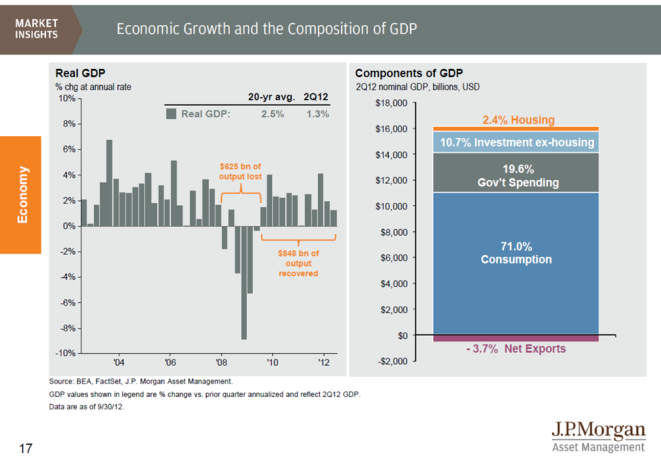 MARKET
INSIGHTS
Economic Growth and the Composition of GDP
Economy
Real GDP
% chg at annual rate
20-yr avg. 2Q12
Real GDP: 2.5% 1.3%
10%
8%
6%
4%
2%
0%
-2%
-4%
-6%
-8%
-10%
$625 bn of
output lost
$848 bn of
output
recovered
'04 '06 '08 '10 '12
Components of GDP
2Q12 nominal GDP, billions, USD
$18,000
$16,000
$14,000
$12,000
$10,000
$8,000
$6,000
$4,000
$2,000
$0
-$2,000
2.4% Housing
10.7% Investment ex-housing
19.6%
Gov't Spending
71.0%
Consumption
- 3.7% Net Exports
Source: BEA, FactSet, J.P. Morgan Asset Management.
GDP values shown in legend are % change vs. prior quarter annualized and reflect 2Q12 GDP.
Data are as of 9/30/12.
17
J.P.Morgan
Asset Management